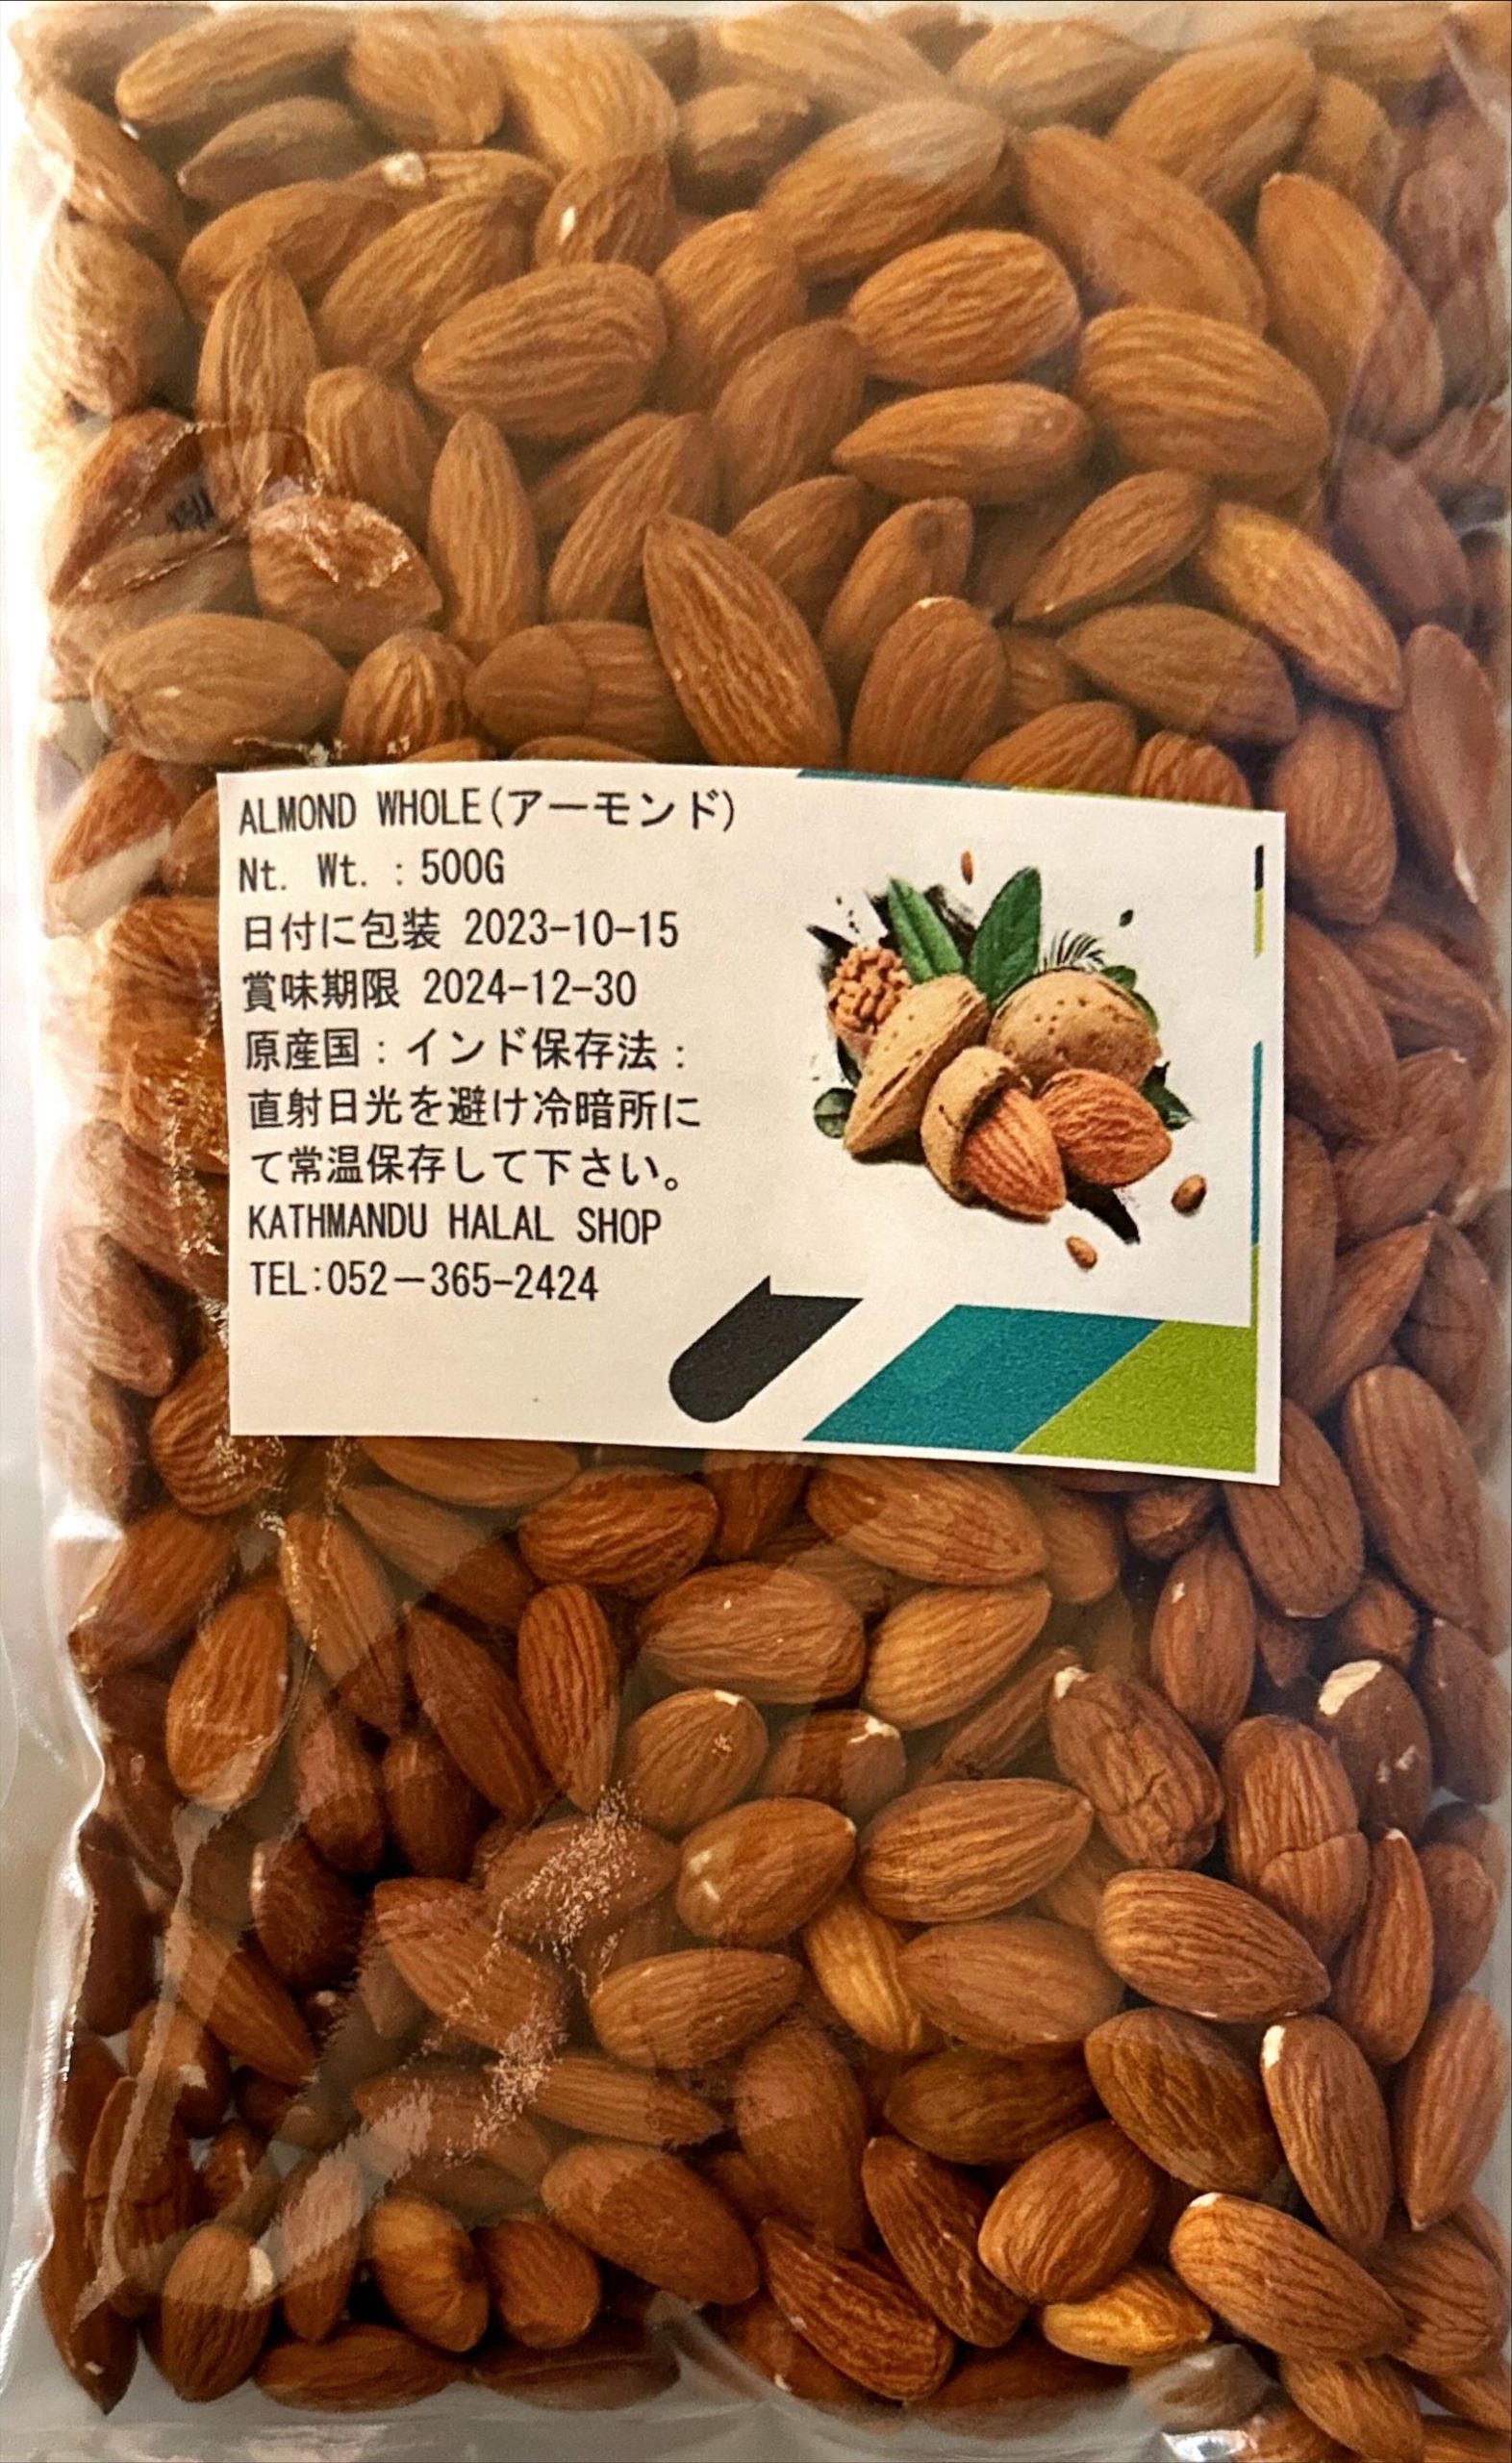 ALMOND WHOLE(アーモンド)
Nt. Wt. : 500G
日付に包装 2023-10-15
賞味期限 2024-12-30
原産国：インド保存法：
直射日光を避け冷暗所に
て常温保存して下さい。
KATHMANDU HALAL SHOP
TEL:052－365-2424